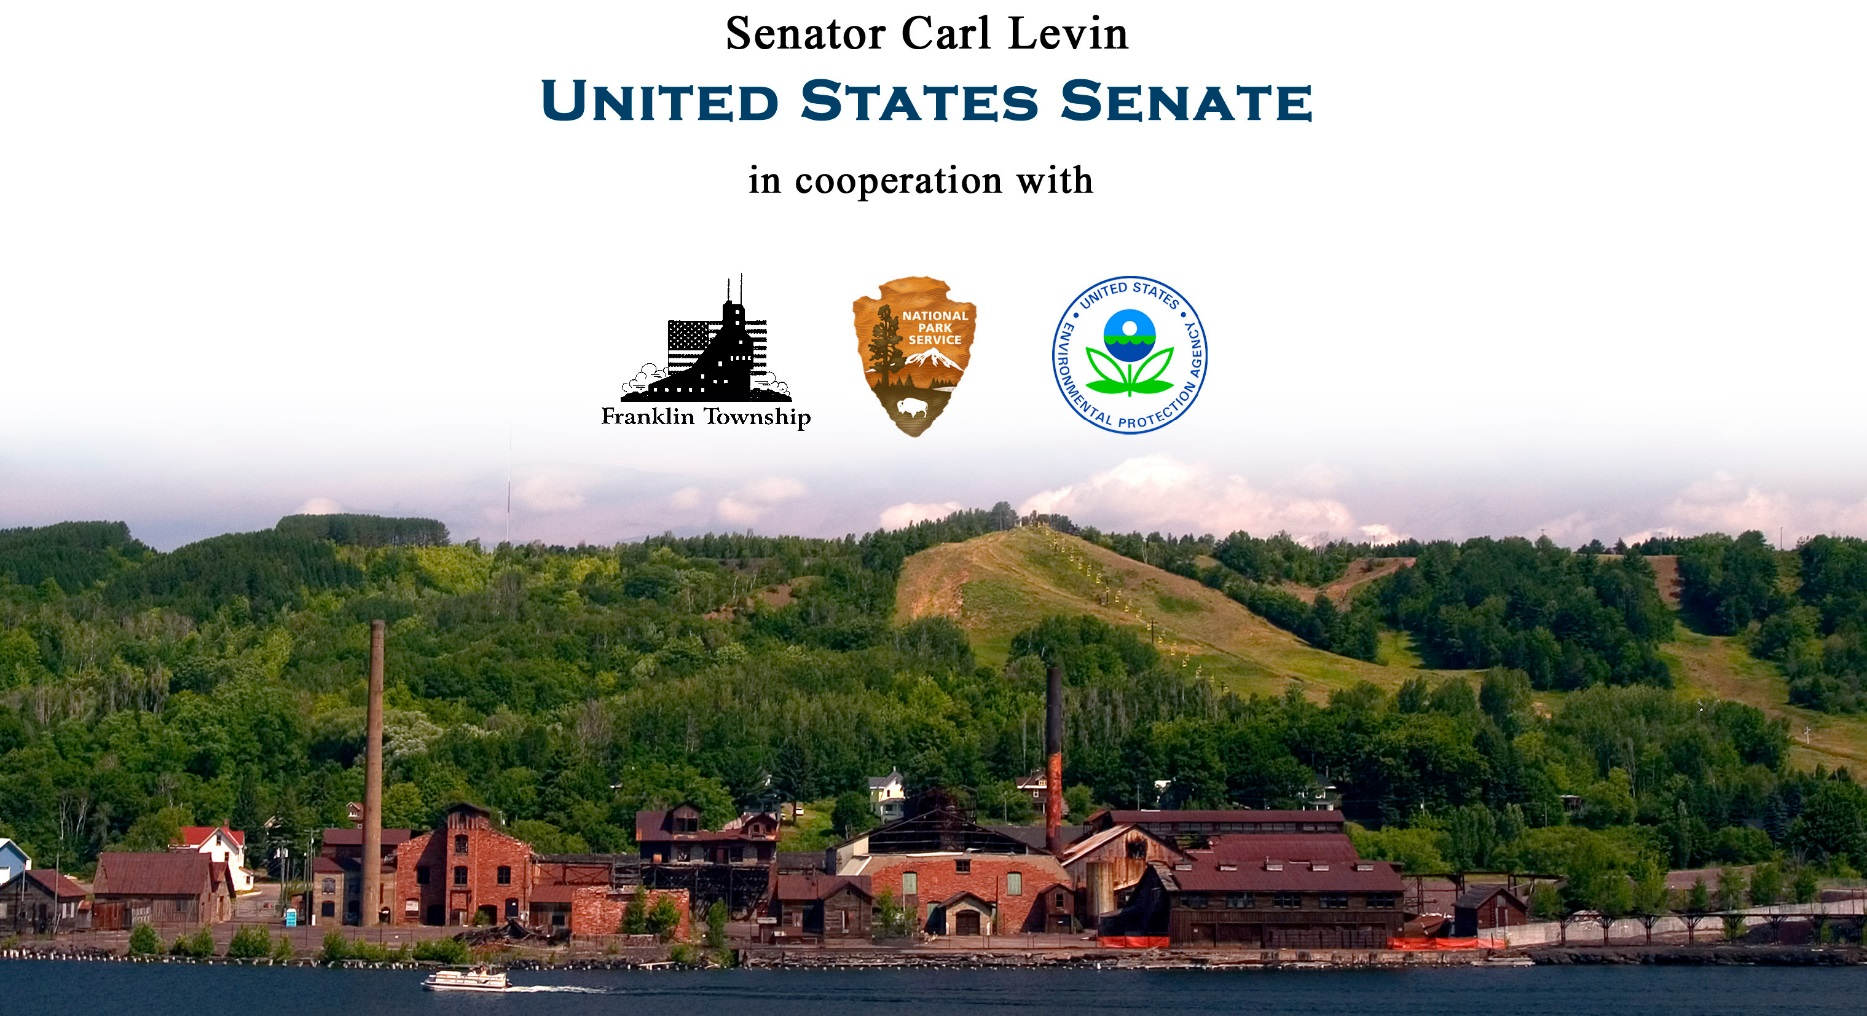 Senator Carl Levin
UNITED STATES SENATE
in cooperation with
Franklin Township
NATIONAL
PARK
SERVICE
UNITED STATES • ENVIRONMENTAL PROTECTION AGENCY •